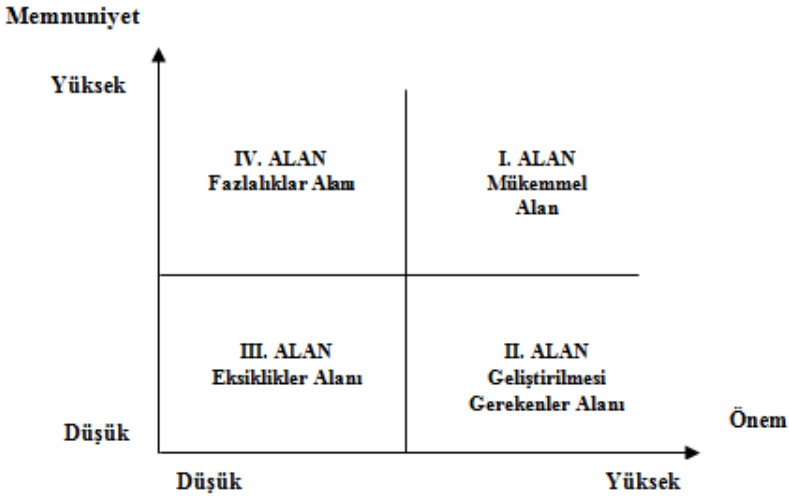 Memnuniyet
Yüksek
IV. ALAN
Fazlalıklar Alanı
I. ALAN
Mükemmel
Alan
III. ALAN
Eksiklikler Alanı
II. ALAN
Geliştirilmesi
Gerekenler Alanı
Düşük
Önem
Düşük
Yüksek